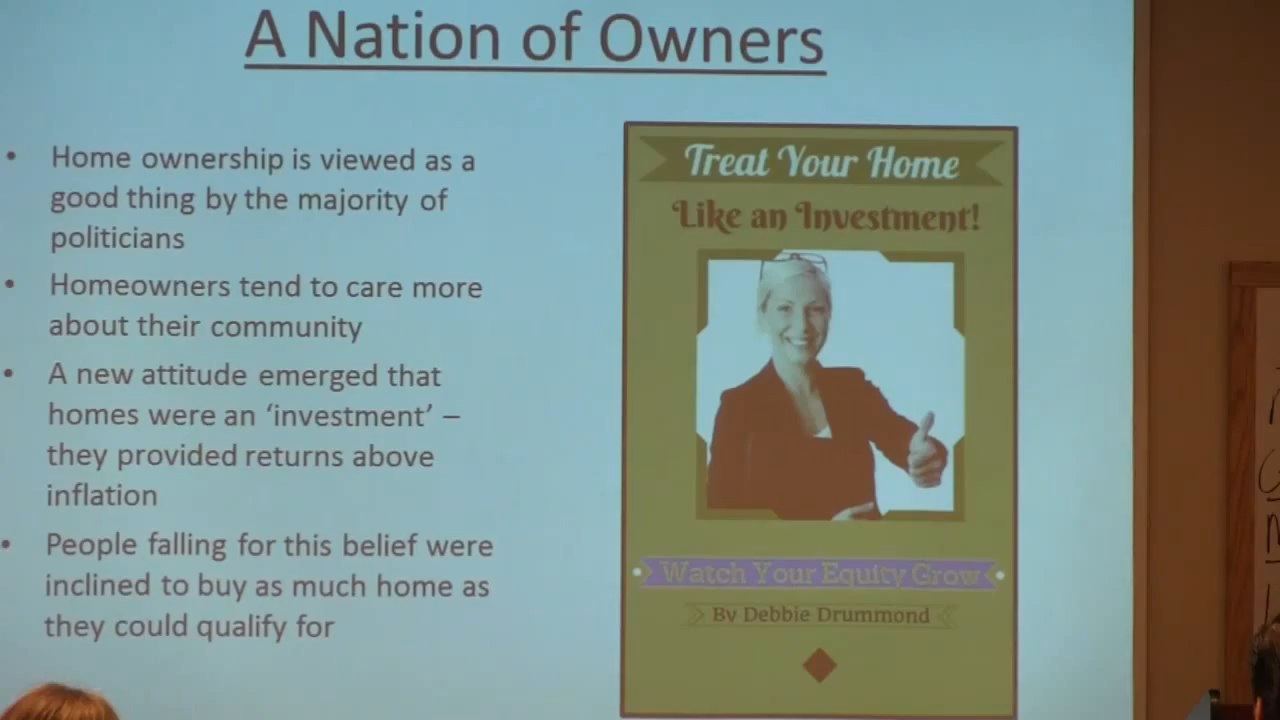 A Nation of Owners
• Home ownership is viewed as a
good thing by the majority of
politicians
• Homeowners tend to care more
about their community
• A new attitude emerged that
homes were an ‘investment’ –
they provided returns above
inflation
• People falling for this belief were
inclined to buy as much home as
they could qualify for
Treat Your Home
Like an Investment!
Watch Your Equity Grow
By Debbie Drummond